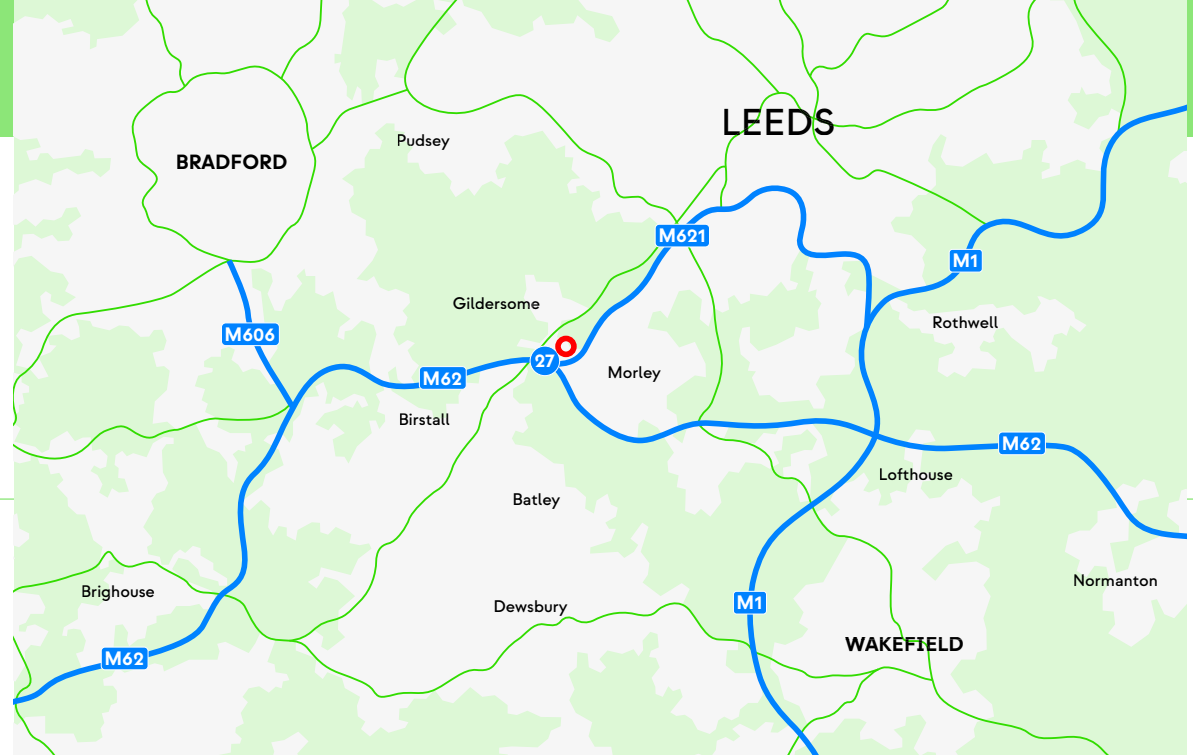 LEEDS
Pudsey
BRADFORD
M621
M1
Gildersome
Rothwell
M606
27
Morley
M62
Birstall
M62
Lofthouse
Batley
Normanton
Brighouse
M1
Dewsbury
WAKEFIELD
M62